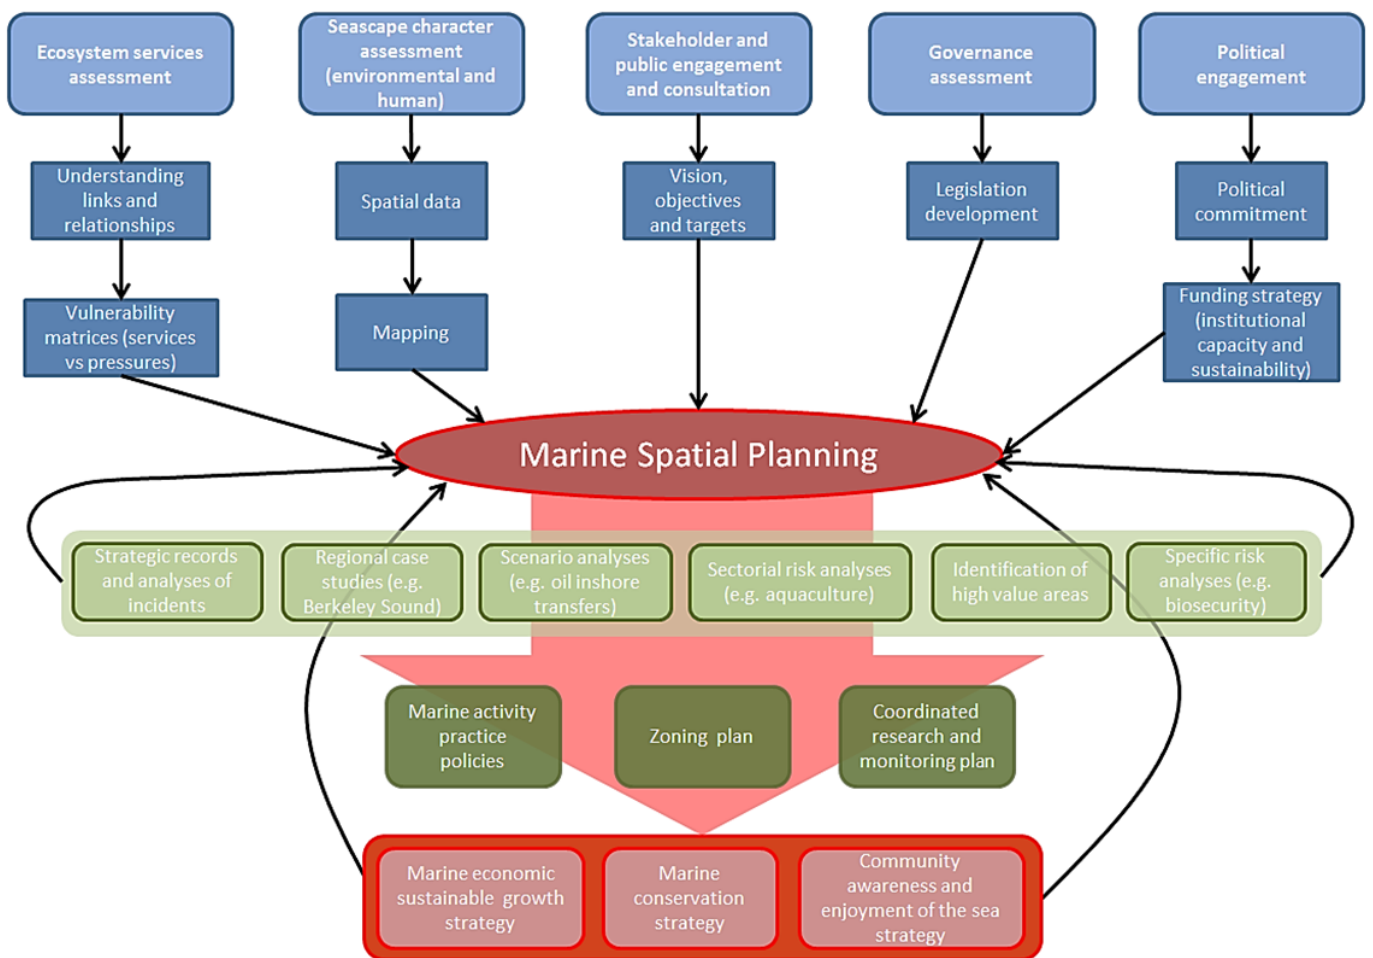 Ecosystem services
assessment
Seascape character
assessment
(environmental and
human)
Stakeholder and
public engagement
and consultation
Governance
assessment
Political
engagement
Understanding
links and
relationships
Spatial data
Vision,
objectives
and targets
Legislation
development
Political
commitment
Vulnerability
matrices (services
vs pressures)
Mapping
Funding strategy
(institutional
capacity and
sustainability)
Marine Spatial Planning
Strategic records
and analyses of
incidents
Regional case
studies (e.g.
Berkeley Sound)
Scenario analyses
(e.g. oil inshore
transfers)
Sectorial risk analyses
(e.g. aquaculture)
Identification of
high value areas
Specific risk
analyses (e.g.
biosecurity)
Marine activity
practice
policies
Zoning plan
Coordinated
research and
monitoring plan
Marine economic
sustainable growth
strategy
Marine
conservation
strategy
Community
awareness and
enjoyment of the sea
strategy